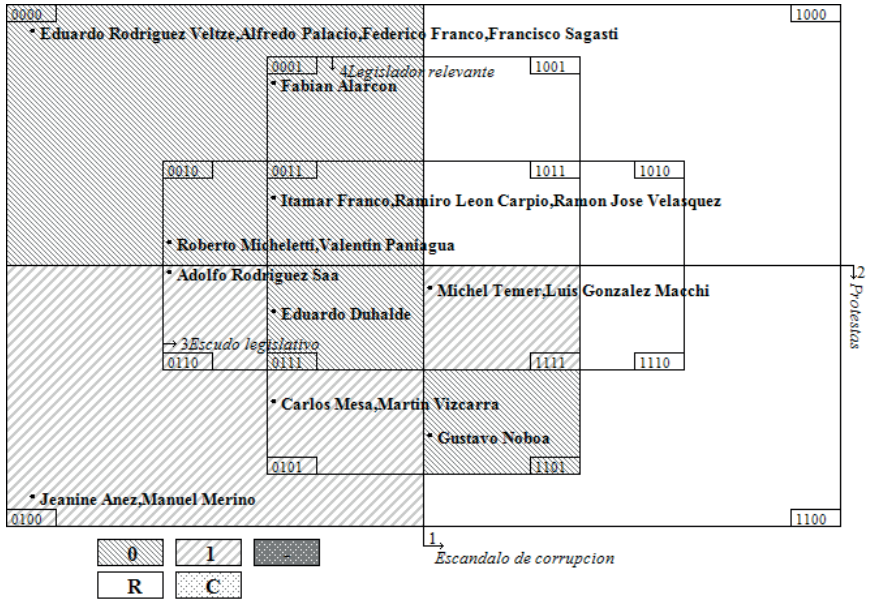 0000
1000
Eduardo Rodriguez Veltze,Alfredo Palacio,Federico Franco,Francisco Sagasti
0001
4Legislador relevante
1001
Fabian Alarcon
0010
0011
1011
1010
Itamar Franco,Ramiro Leon Carpio,Ramon Jose Velasquez
Roberto Micheletti,Valentin Paniagua
Adolfo Rodriguez Saa
2
Protestas
Michel Temer,Luis Gonzalez Macchi
Eduardo Duhalde
3Escudo legislativo
0110
0111
1111
1110
Carlos Mesa,Martin Vizcarra
Gustavo Noboa
0101
1101
Jeanine Anez,Manuel Merino
0100
1100
1
Escandalo de corrupcion
0
1
-
R
C